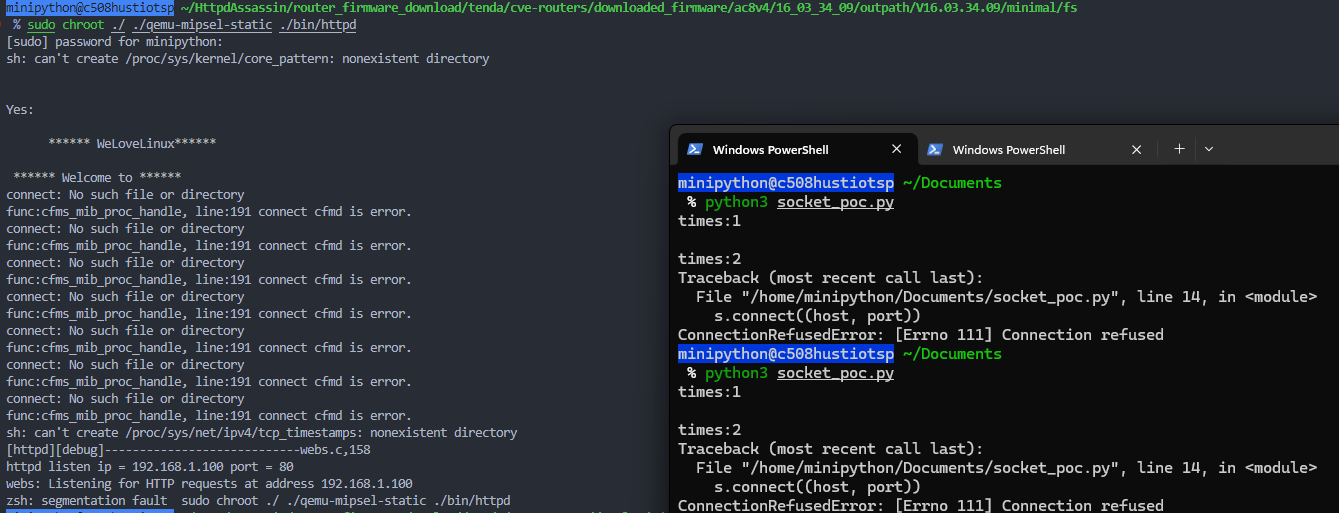 minipython@c508hustiotsp ~/HttpdAssassin/router_firmware_download/tenda/cve-routers/downloaded_firmware/ac8v4/16_03_34_09/outpath/V16.03.34.09/minimal/fs
% sudo chroot ./ ./qemu-mipsel-static ./bin/httpd
[sudo] password for minipython:
sh: can't create /proc/sys/kernel/core_pattern: nonexistent directory
Yes:
****** WeLoveLinux******
****** Welcome to ******
connect: No such file or directory
func:cfms_mib_proc_handle, line:191 connect cfmd is error.
connect: No such file or directory
func:cfms_mib_proc_handle, line:191 connect cfmd is error.
connect: No such file or directory
func:cfms_mib_proc_handle, line:191 connect cfmd is error.
connect: No such file or directory
func:cfms_mib_proc_handle, line:191 connect cfmd is error.
connect: No such file or directory
func:cfms_mib_proc_handle, line:191 connect cfmd is error.
connect: No such file or directory
func:cfms_mib_proc_handle, line:191 connect cfmd is error.
connect: No such file or directory
func:cfms_mib_proc_handle, line:191 connect cfmd is error.
sh: can't create /proc/sys/net/ipv4/tcp_timestamps: nonexistent directory
[httpd][debug]----------------------------webs.c,158
httpd listen ip = 192.168.1.100 port = 80
webs: Listening for HTTP requests at address 192.168.1.100
zsh: segmentation fault  sudo chroot ./ ./qemu-mipsel-static ./bin/httpd
Windows PowerShell
Windows PowerShell
minipython@c508hustiotsp ~/Documents
% python3 socket_poc.py
times:1
times:2
Traceback (most recent call last):
File "/home/minipython/Documents/socket_poc.py", line 14, in <module>
s.connect((host, port))
ConnectionRefusedError: [Errno 111] Connection refused
minipython@c508hustiotsp ~/Documents
% python3 socket_poc.py
times:1
times:2
Traceback (most recent call last):
File "/home/minipython/Documents/socket_poc.py", line 14, in <module>
s.connect((host, port))
ConnectionRefusedError: [Errno 111] Connection refused